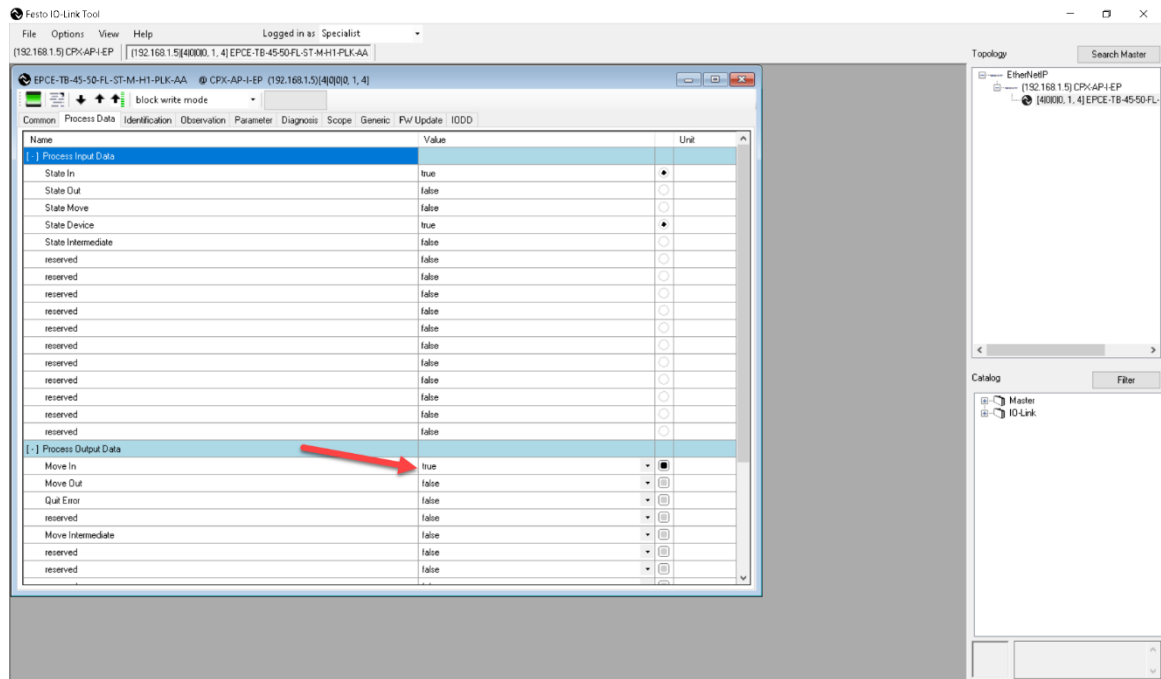 Festo IO-Link Tool
File Options View Help Logged in as Specialist
(192.168.1.5) CPX-AP-I-EP (192.168.1.5)[4|0|0|0, 1, 4] EPCE-TB-45-50-FL-ST-M-H1-PLK-AA
EPCE-TB-45-50-FL-ST-M-H1-PLK-AA @ CPX-AP-I-EP (192.168.1.5)[4|0|0|0, 1, 4]
block write mode
Common Process Data Identification Observation Parameter Diagnosis Scope Generic FW Update IODD
Name Value Unit
[-] Process Input Data
State In true
State Out false
State Move false
State Device true
State Intermediate false
reserved false
reserved false
reserved false
reserved false
reserved false
reserved false
reserved false
reserved false
reserved false
reserved false
reserved false
[-] Process Output Data
Move In true
Move Out false
Quit Error false
reserved false
Move Intermediate false
reserved false
reserved false
Topology Search Master
EtherNetIP
(192.168.1.5) CPX-AP-I-EP
[4|0|0|0, 1, 4] EPCE-TB-45-50-FL-
Catalog Filter
Master
IO-Link